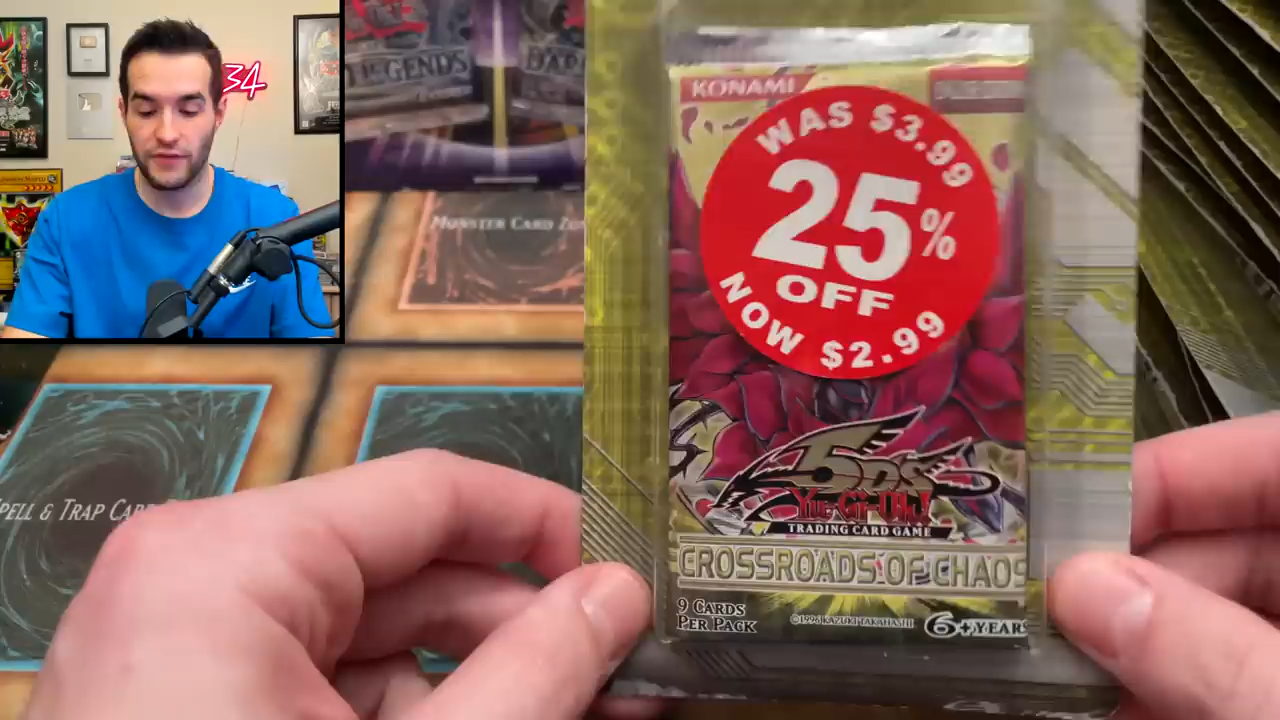 34
LEGENDS
MONSTER CARD
SPELL & TRAP CARD
KONAMI
WAS $3.99
25%
OFF
NOW $2.99
5D's
Yu-Gi-Oh!
TRADING CARD GAME
CROSSROADS OF CHAOS
9 CARDS
PER PACK
©1996 KAZUKI TAKAHASHI
6+YEARS